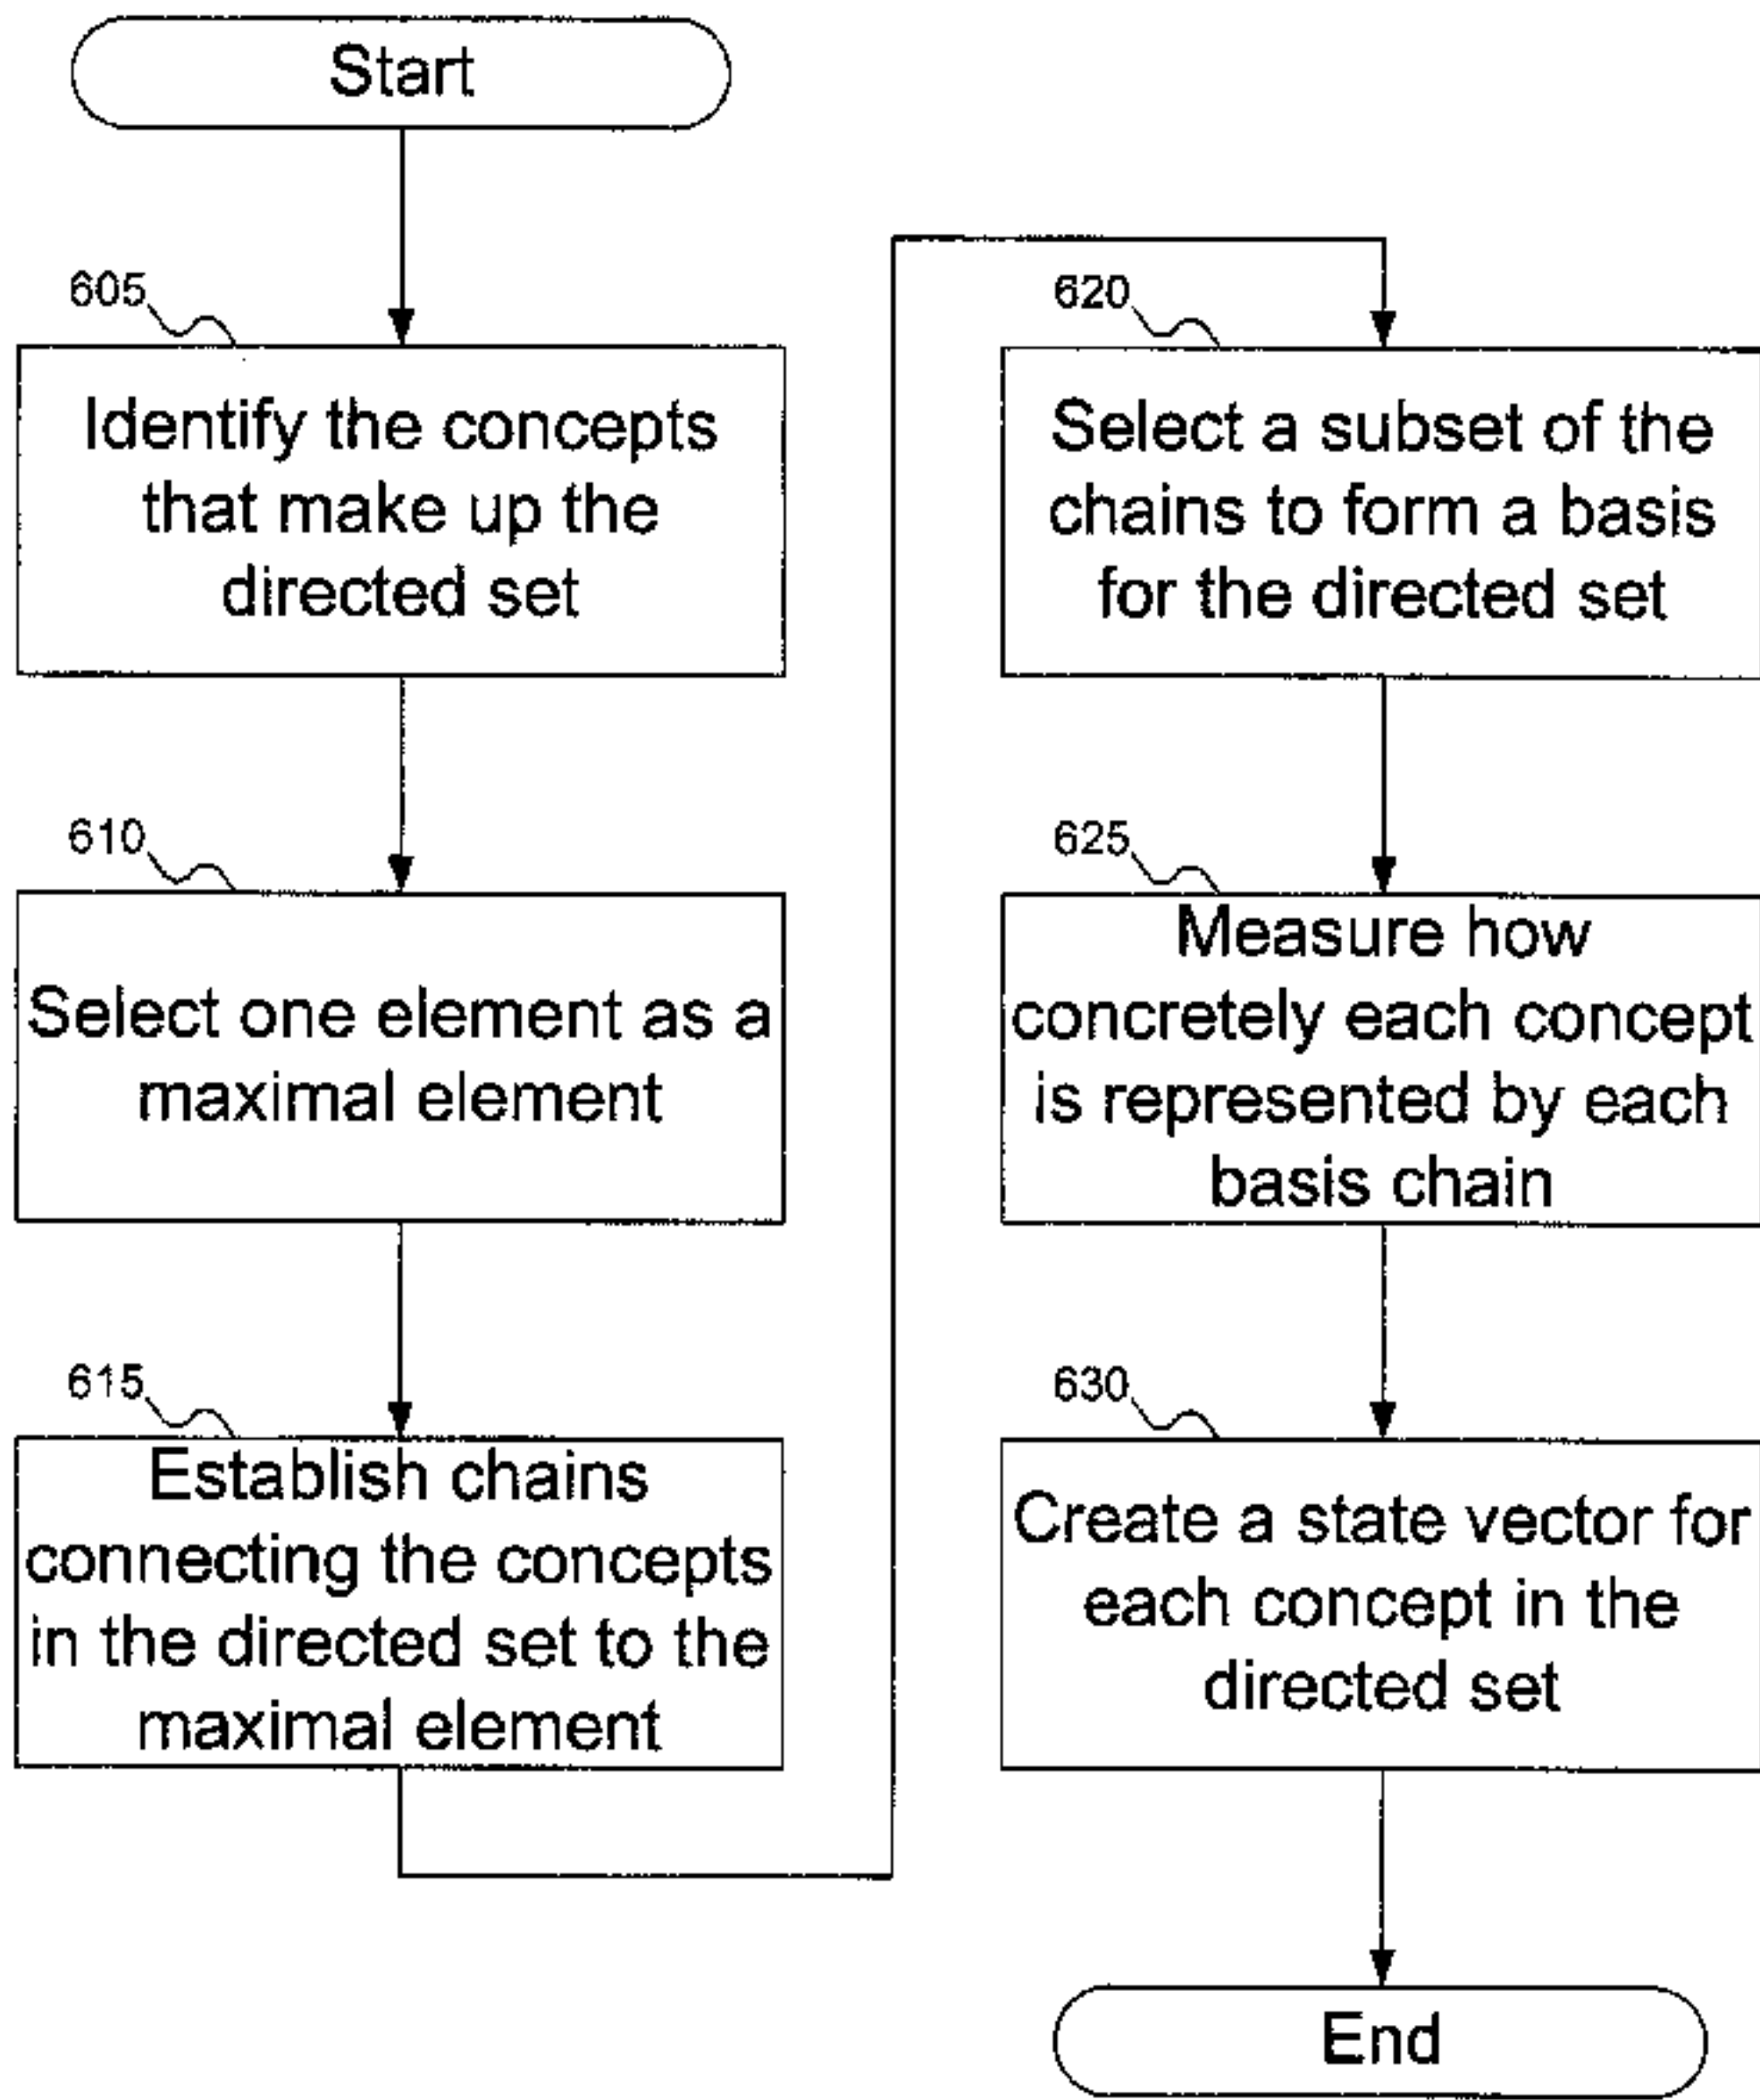 Start
605
Identify the concepts
that make up the
directed set
610
Select one element as a
maximal element
615
Establish chains
connecting the concepts
in the directed set to the
maximal element
620
Select a subset of the
chains to form a basis
for the directed set
625
Measure how
concretely each concept
is represented by each
basis chain
630
Create a state vector for
each concept in the
directed set
End